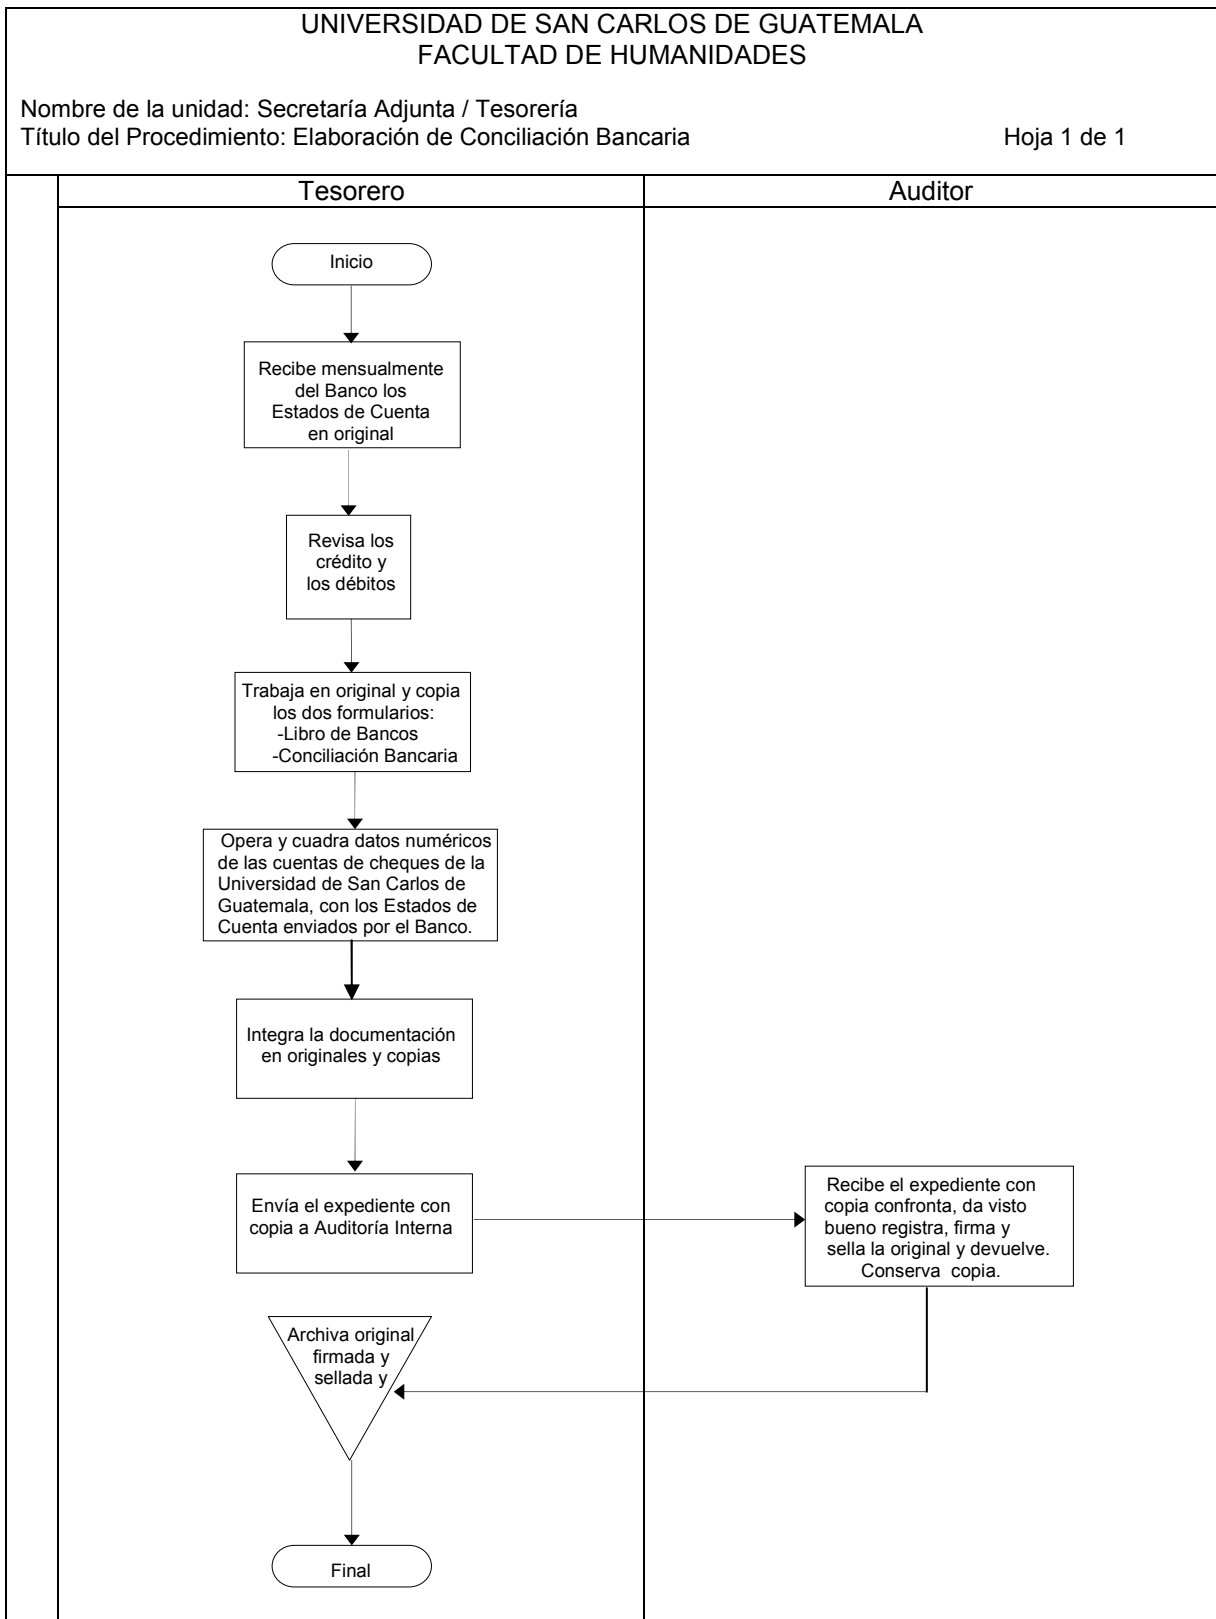 UNIVERSIDAD DE SAN CARLOS DE GUATEMALA
FACULTAD DE HUMANIDADES
Nombre de la unidad: Secretaría Adjunta / Tesorería
Título del Procedimiento: Elaboración de Conciliación Bancaria Hoja 1 de 1
Tesorero Auditor
Inicio
Recibe mensualmente
del Banco los
Estados de Cuenta
en original
Revisa los
crédito y
los débitos
Trabaja en original y copia
los dos formularios:
-Libro de Bancos
-Conciliación Bancaria
Opera y cuadra datos numéricos
de las cuentas de cheques de la
Universidad de San Carlos de
Guatemala, con los Estados de
Cuenta enviados por el Banco.
Integra la documentación
en originales y copias
Envía el expediente con
copia a Auditoría Interna
Recibe el expediente con
copia confronta, da visto
bueno registra, firma y
sella la original y devuelve.
Conserva copia.
Archiva original
firmada y
sellada y
Final